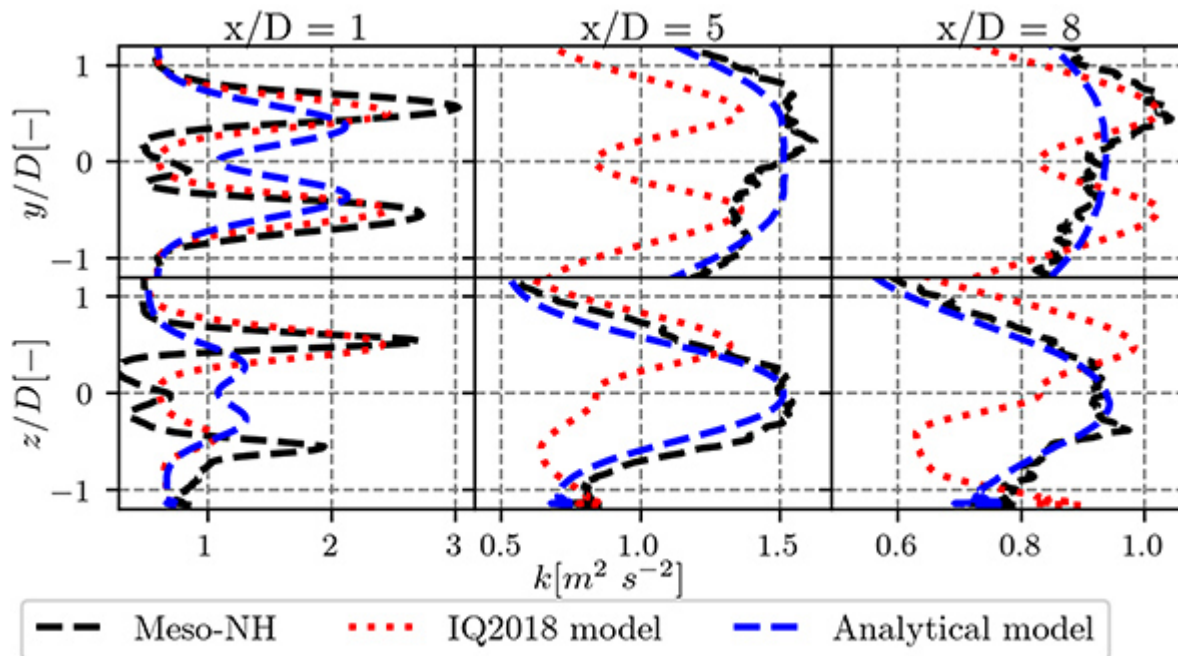 x/D = 1 x/D = 5 x/D = 8
1
y/D[−]
0
−1
1
z/D[−]
0
−1
1 2 3 0.5 1.0 1.5 0.6 0.8 1.0
k[m² s⁻²]
Meso-NH IQ2018 model Analytical model